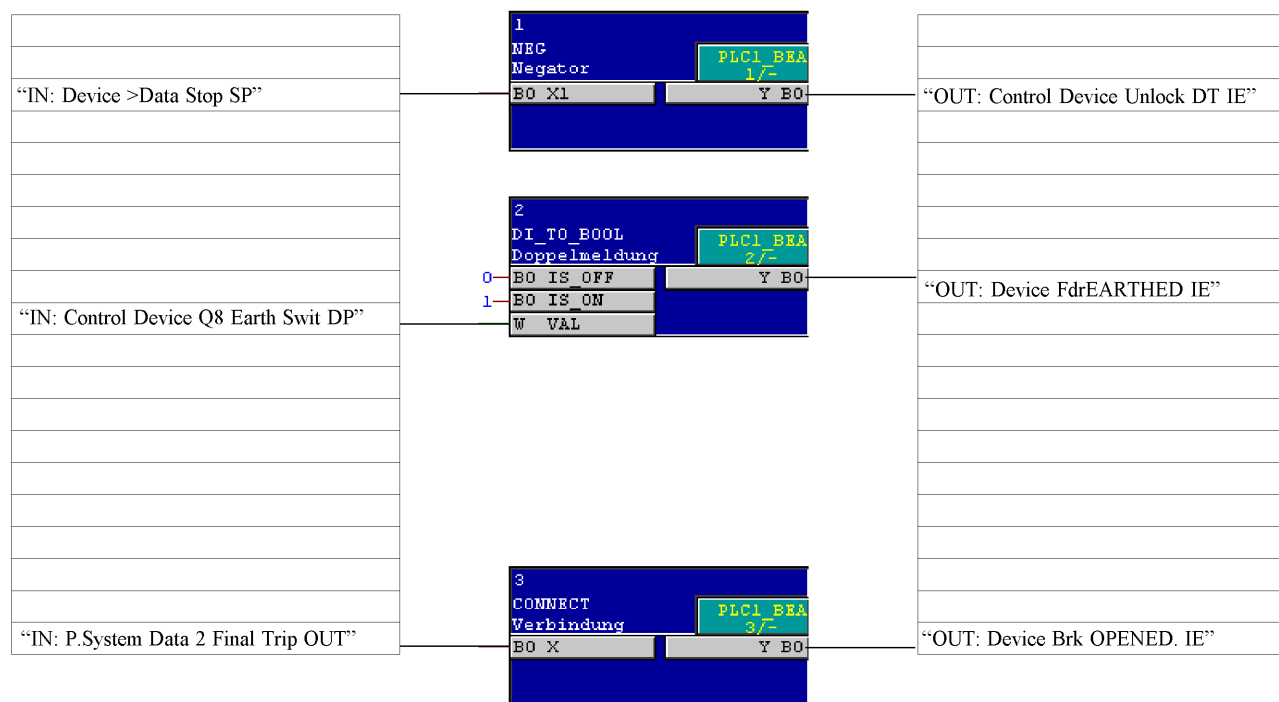 1
NEG
Negator
PLC1_BEA
1/-
“IN: Device >Data Stop SP”
BO X1
Y BO
“OUT: Control Device Unlock DT IE”
2
DI_TO_BOOL
Doppelmeldung
PLC1_BEA
2/-
0
BO IS_OFF
Y BO
“OUT: Device FdrEARTHED IE”
1
BO IS_ON
“IN: Control Device Q8 Earth Swit DP”
W VAL
3
CONNECT
Verbindung
PLC1_BEA
3/-
“IN: P.System Data 2 Final Trip OUT”
BO X
Y BO
“OUT: Device Brk OPENED. IE”